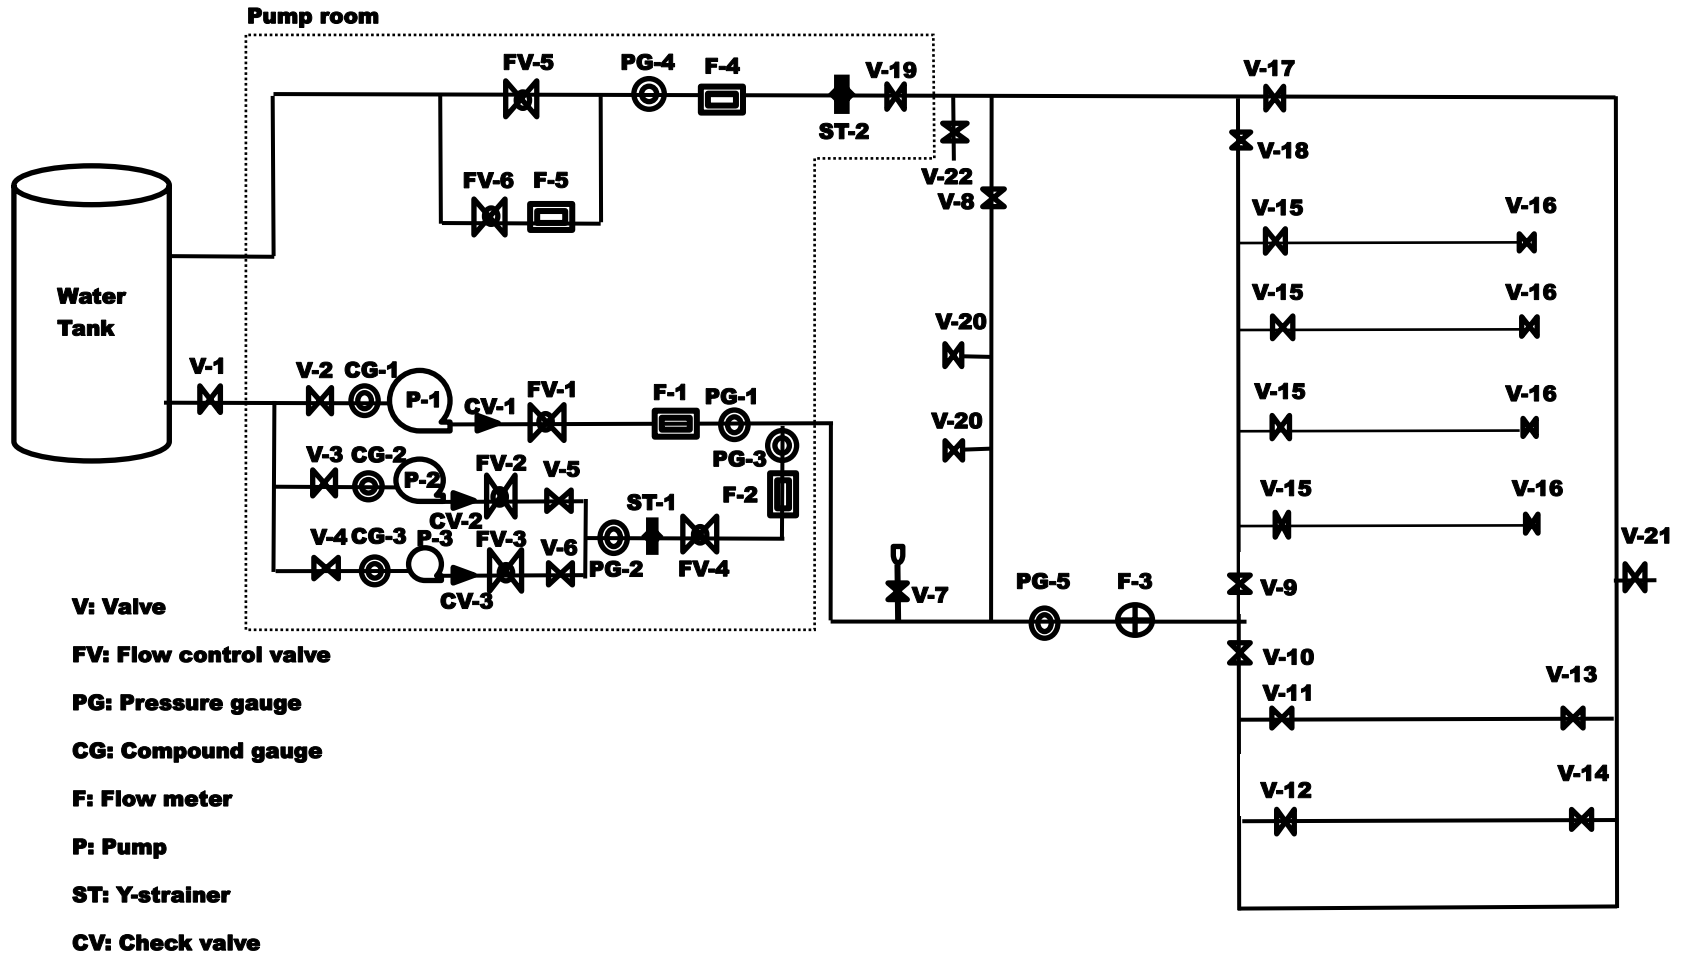 Pump room
FV-5
PG-4
F-4
V-19
V-17
ST-2
V-18
FV-6
F-5
V-22
V-8
V-15
V-16
Water
Tank
V-15
V-16
V-20
V-1
V-2
CG-1
P-1
CV-1
FV-1
F-1
PG-1
V-15
V-16
V-20
V-3
CG-2
P-2
CV-2
FV-2
V-5
PG-3
F-2
ST-1
V-15
V-16
V-4
CG-3
P-3
CV-3
FV-3
V-6
PG-2
FV-4
V-21
V-7
PG-5
F-3
V-9
V-10
V-11
V-13
V-12
V-14
V: Valve
FV: Flow control valve
PG: Pressure gauge
CG: Compound gauge
F: Flow meter
P: Pump
ST: Y-strainer
CV: Check valve